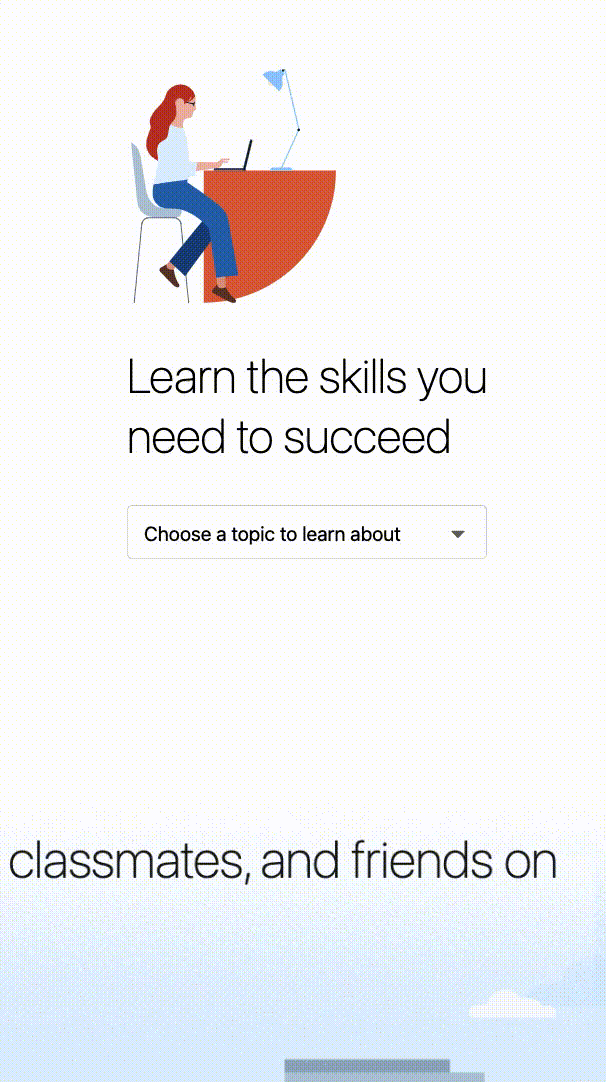 Learn the skills you
need to succeed
Choose a topic to learn about
classmates, and friends on